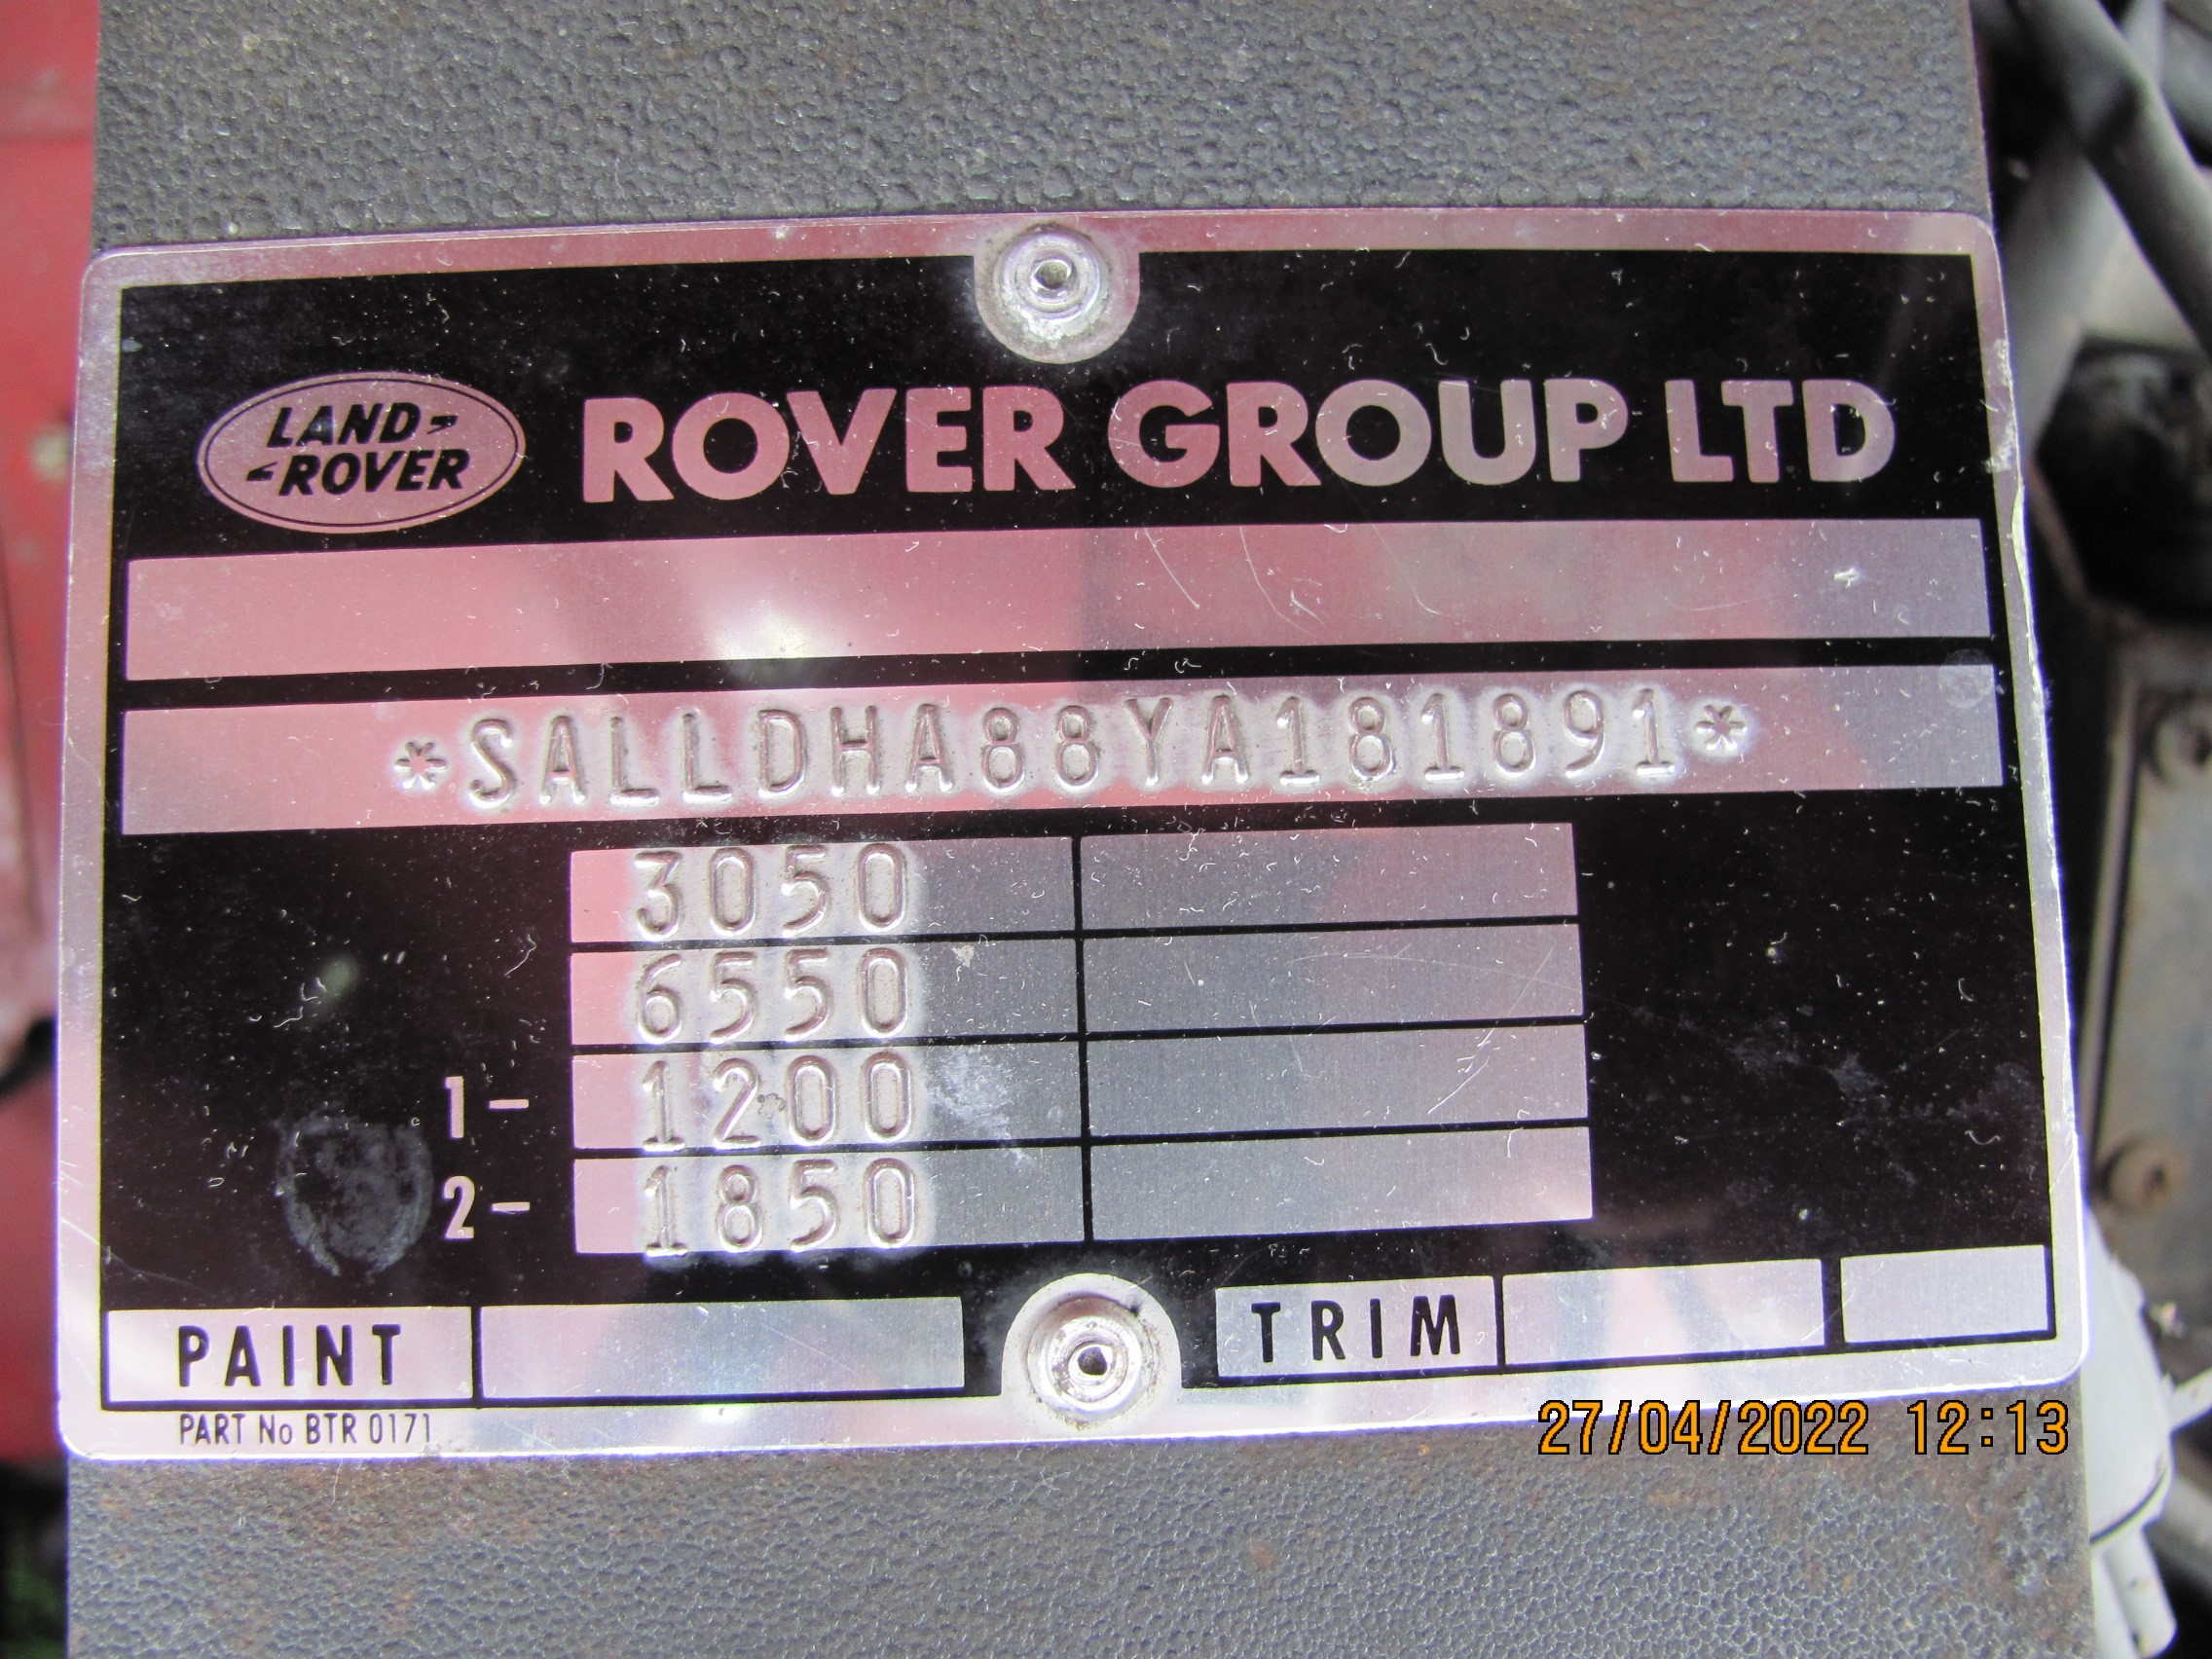 LAND-
-ROVER
ROVER GROUP LTD
*SALLDHA88YA181891*
3050
6550
1- 1200
2- 1850
PAINT TRIM
PART No BTR 0171
27/04/2022 12:13